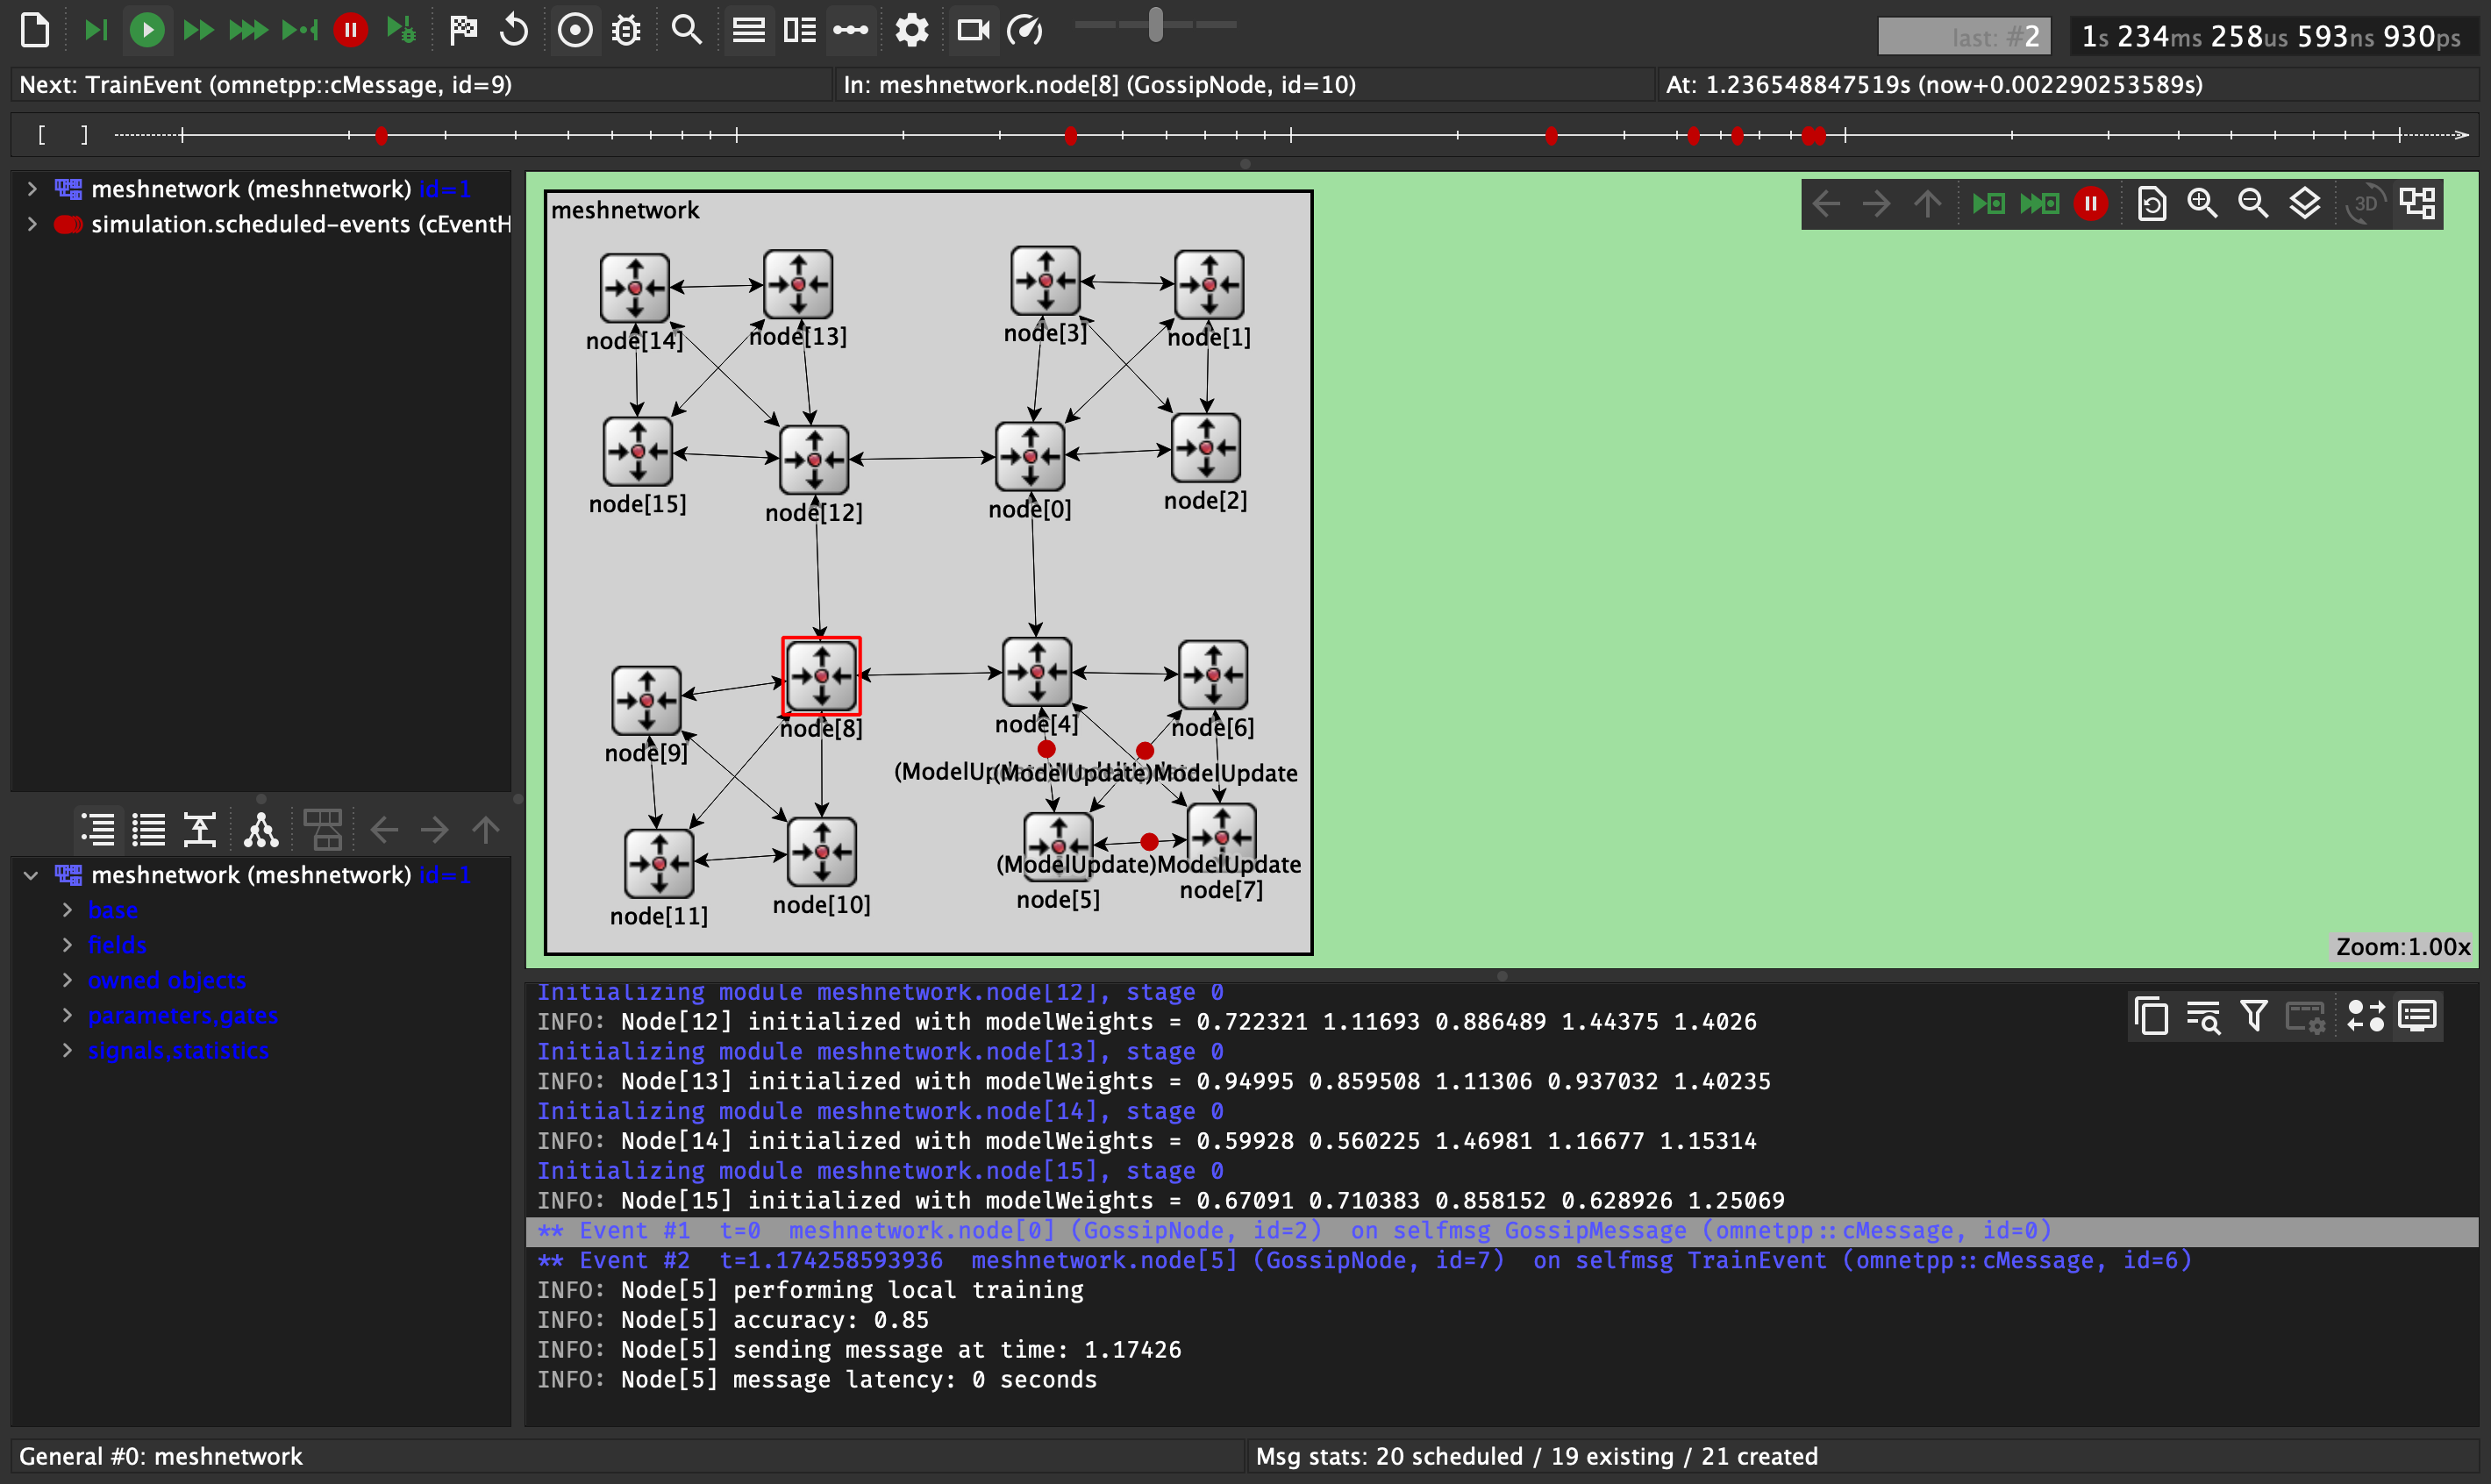 last: #2
1s 234ms 258us 593ns 930ps
Next: TrainEvent (omnetpp::cMessage, id=9)
In: meshnetwork.node[8] (GossipNode, id=10)
At: 1.236548847519s (now+0.002290253589s)
[ ]
meshnetwork (meshnetwork) id=1
simulation.scheduled-events (cEventH
3D
meshnetwork
node[14]
node[13]
node[3]
node[1]
node[15]
node[12]
node[0]
node[2]
node[9]
node[8]
node[4]
node[6]
(ModelUp
(ModelUpdate)ModelUpdate
(ModelUpdate)ModelUpdate
node[11]
node[10]
node[5]
node[7]
Zoom:1.00x
meshnetwork (meshnetwork) id=1
base
fields
owned objects
parameters,gates
signals,statistics
Initializing module meshnetwork.node[12], stage 0
INFO: Node[12] initialized with modelWeights = 0.722321 1.11693 0.886489 1.44375 1.4026
Initializing module meshnetwork.node[13], stage 0
INFO: Node[13] initialized with modelWeights = 0.94995 0.859508 1.11306 0.937032 1.40235
Initializing module meshnetwork.node[14], stage 0
INFO: Node[14] initialized with modelWeights = 0.59928 0.560225 1.46981 1.16677 1.15314
Initializing module meshnetwork.node[15], stage 0
INFO: Node[15] initialized with modelWeights = 0.67091 0.710383 0.858152 0.628926 1.25069
** Event #1  t=0  meshnetwork.node[0] (GossipNode, id=2)  on selfmsg GossipMessage (omnetpp::cMessage, id=0)
** Event #2  t=1.174258593936  meshnetwork.node[5] (GossipNode, id=7)  on selfmsg TrainEvent (omnetpp::cMessage, id=6)
INFO: Node[5] performing local training
INFO: Node[5] accuracy: 0.85
INFO: Node[5] sending message at time: 1.17426
INFO: Node[5] message latency: 0 seconds
General #0: meshnetwork
Msg stats: 20 scheduled / 19 existing / 21 created